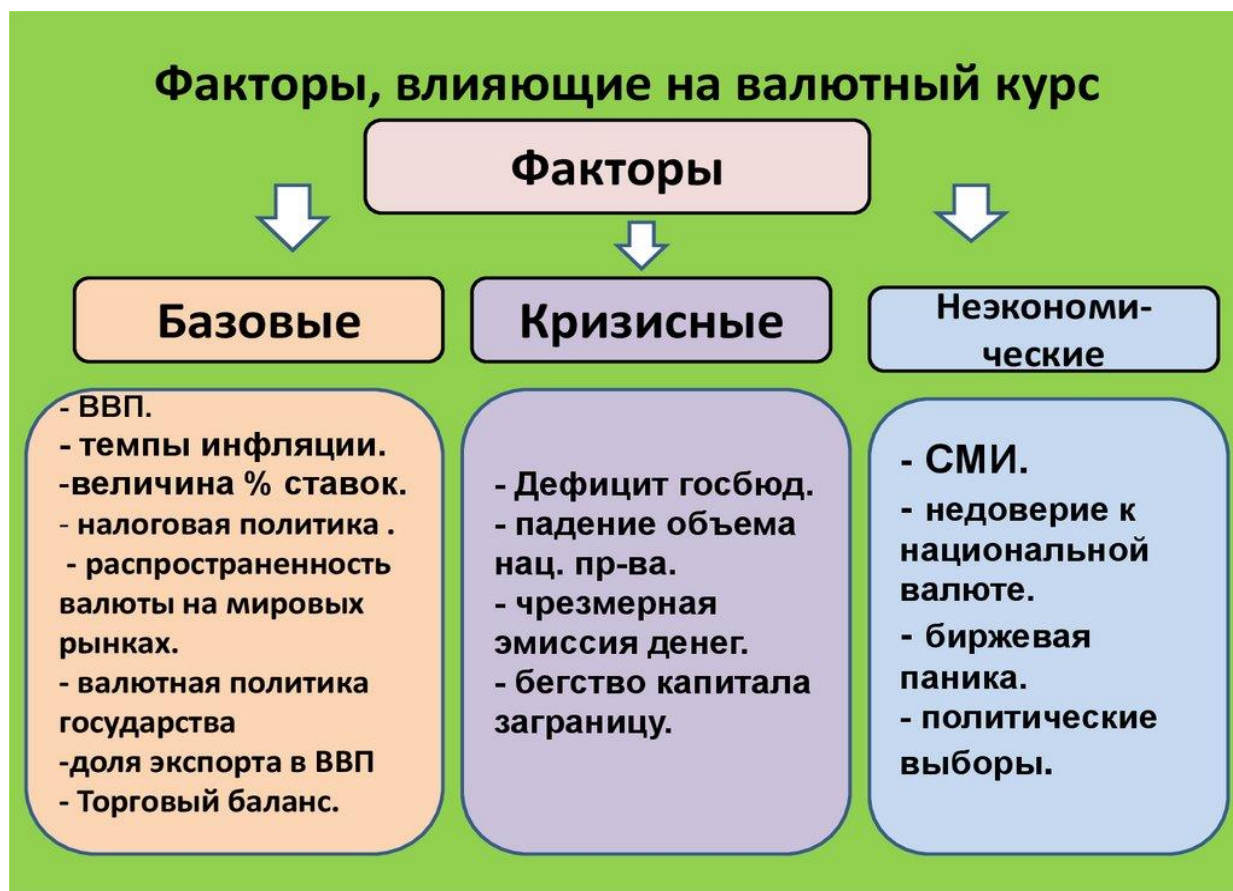 Факторы, влияющие на валютный курс
Факторы
Базовые
- ВВП.
- темпы инфляции.
-величина % ставок.
- налоговая политика .
- распространенность
валюты на мировых
рынках.
- валютная политика
государства
-доля экспорта в ВВП
- Торговый баланс.
Кризисные
- Дефицит госбюд.
- падение объема
нац. пр-ва.
- чрезмерная
эмиссия денег.
- бегство капитала
заграницу.
Неэкономи-
ческие
- СМИ.
- недоверие к
национальной
валюте.
- биржевая
паника.
- политические
выборы.